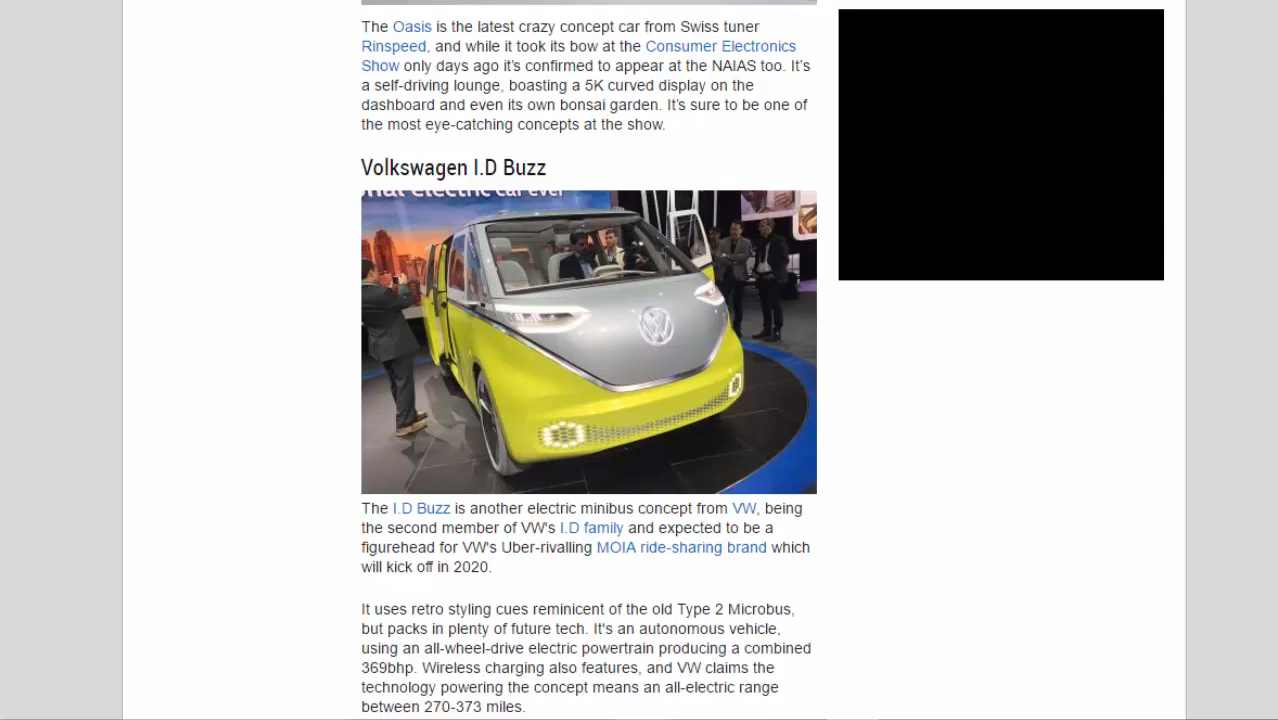 The Oasis is the latest crazy concept car from Swiss tuner
Rinspeed, and while it took its bow at the Consumer Electronics
Show only days ago it's confirmed to appear at the NAIAS too. It's
a self-driving lounge, boasting a 5K curved display on the
dashboard and even its own bonsai garden. It's sure to be one of
the most eye-catching concepts at the show.
Volkswagen I.D Buzz
electric car ever
The I.D Buzz is another electric minibus concept from VW, being
the second member of VW's I.D family and expected to be a
figurehead for VW's Uber-rivalling MOIA ride-sharing brand which
will kick off in 2020.
It uses retro styling cues reminicent of the old Type 2 Microbus,
but packs in plenty of future tech. It's an autonomous vehicle,
using an all-wheel-drive electric powertrain producing a combined
369bhp. Wireless charging also features, and VW claims the
technology powering the concept means an all-electric range
between 270-373 miles.